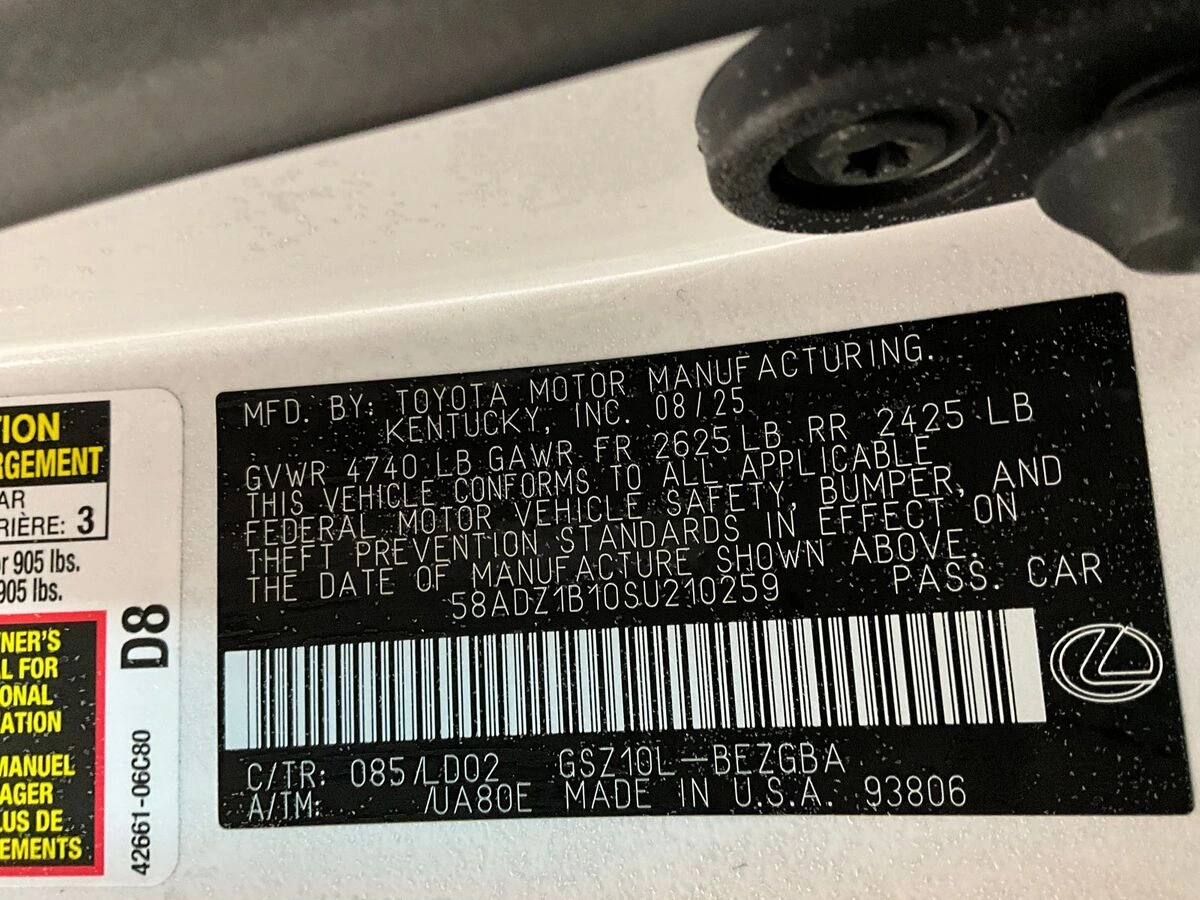 MFD. BY: TOYOTA MOTOR MANUFACTURING.
KENTUCKY, INC. 08/25
GVWR 4740 LB GAWR FR 2625 LB RR 2425 LB
THIS VEHICLE CONFORMS TO ALL APPLICABLE
FEDERAL MOTOR VEHICLE SAFETY, BUMPER, AND
THEFT PREVENTION STANDARDS IN EFFECT ON
THE DATE OF MANUFACTURE SHOWN ABOVE.
58ADZ1B10SU210259 PASS. CAR
C/TR: 085/LD02 GSZ10L-BEZGBA
A/TM: /UA80E MADE IN U.S.A. 93806
TION
RGEMENT
AR
RIÈRE: 3
r 905 lbs.
905 lbs.
NER'S
L FOR
ONAL
ATION
MANUEL
AGER
LUS DE
EMENTS
D8
42661-06C80